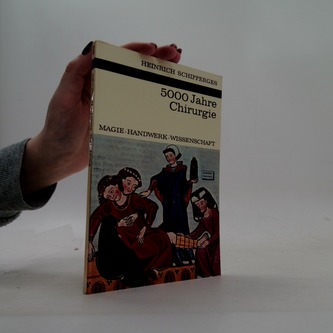 HEINRICH SCHIPPERGES
5000 Jahre
Chirurgie
MAGIE · HANDWERK · WISSENSCHAFT